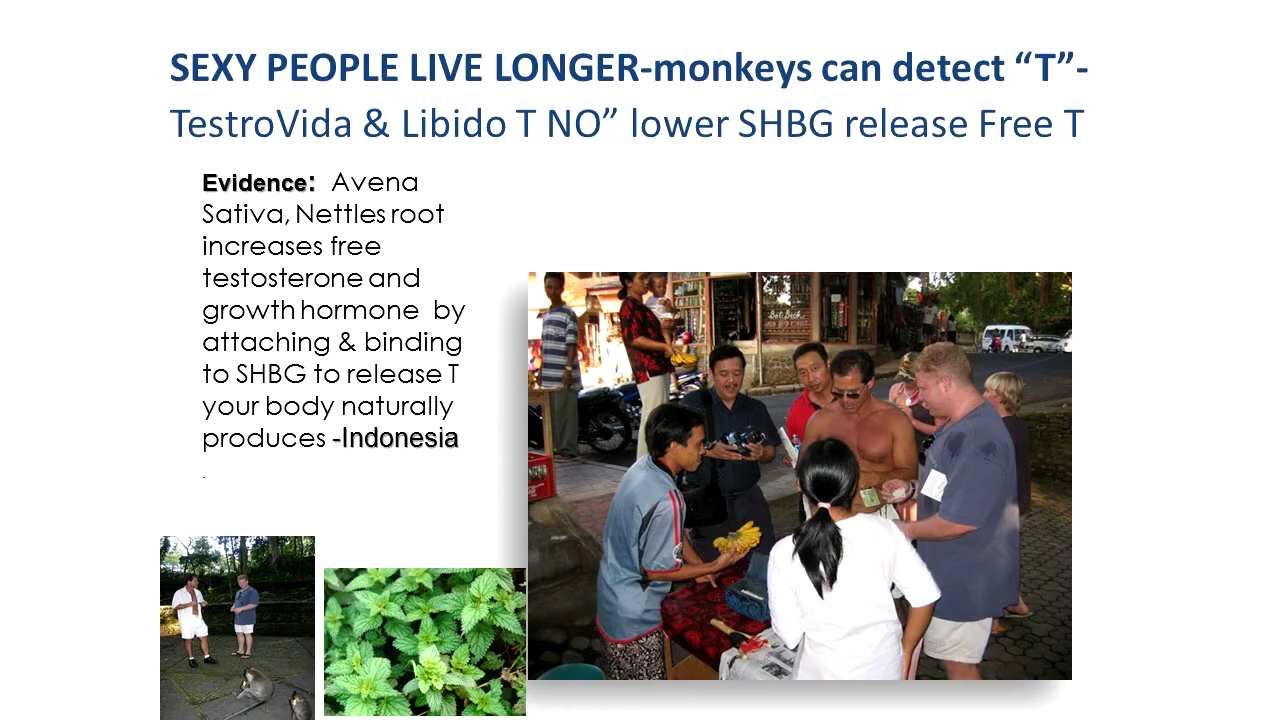 SEXY PEOPLE LIVE LONGER-monkeys can detect “T”-
TestroVida & Libido T NO” lower SHBG release Free T
Evidence: Avena
Sativa, Nettles root
increases free
testosterone and
growth hormone by
attaching & binding
to SHBG to release T
your body naturally
produces -Indonesia
.